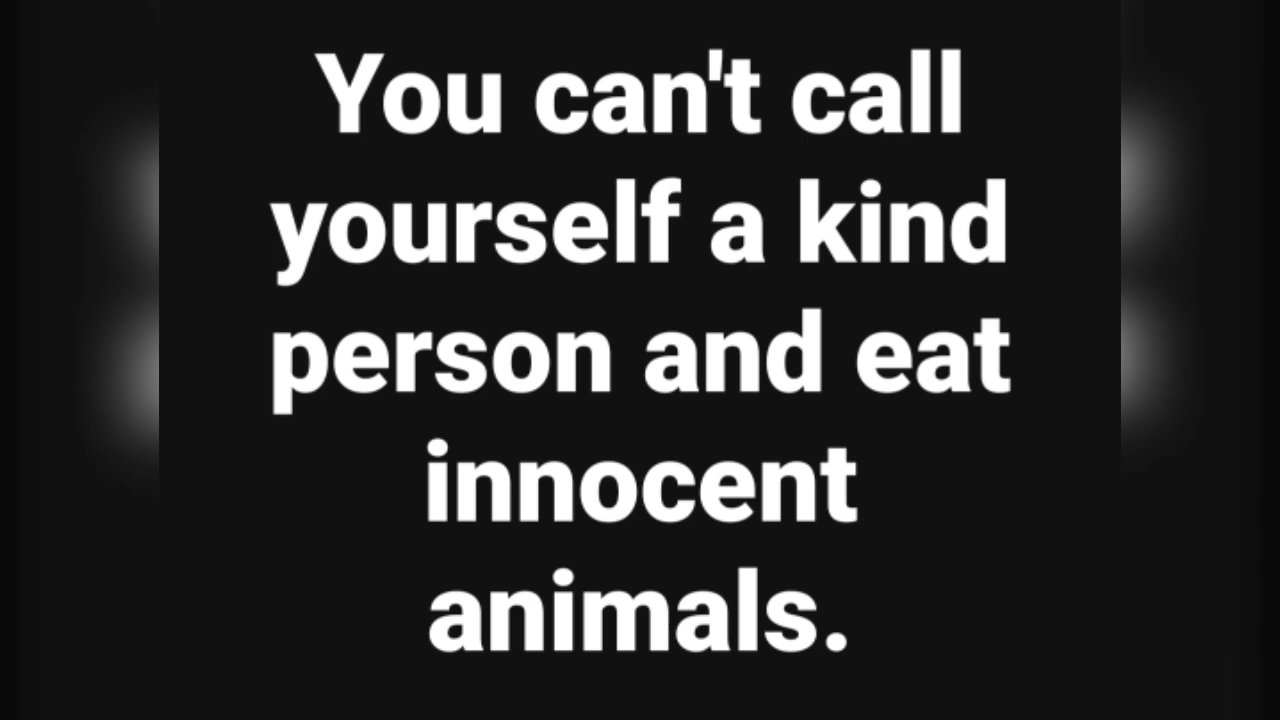 You can't call
yourself a kind
person and eat
innocent
animals.